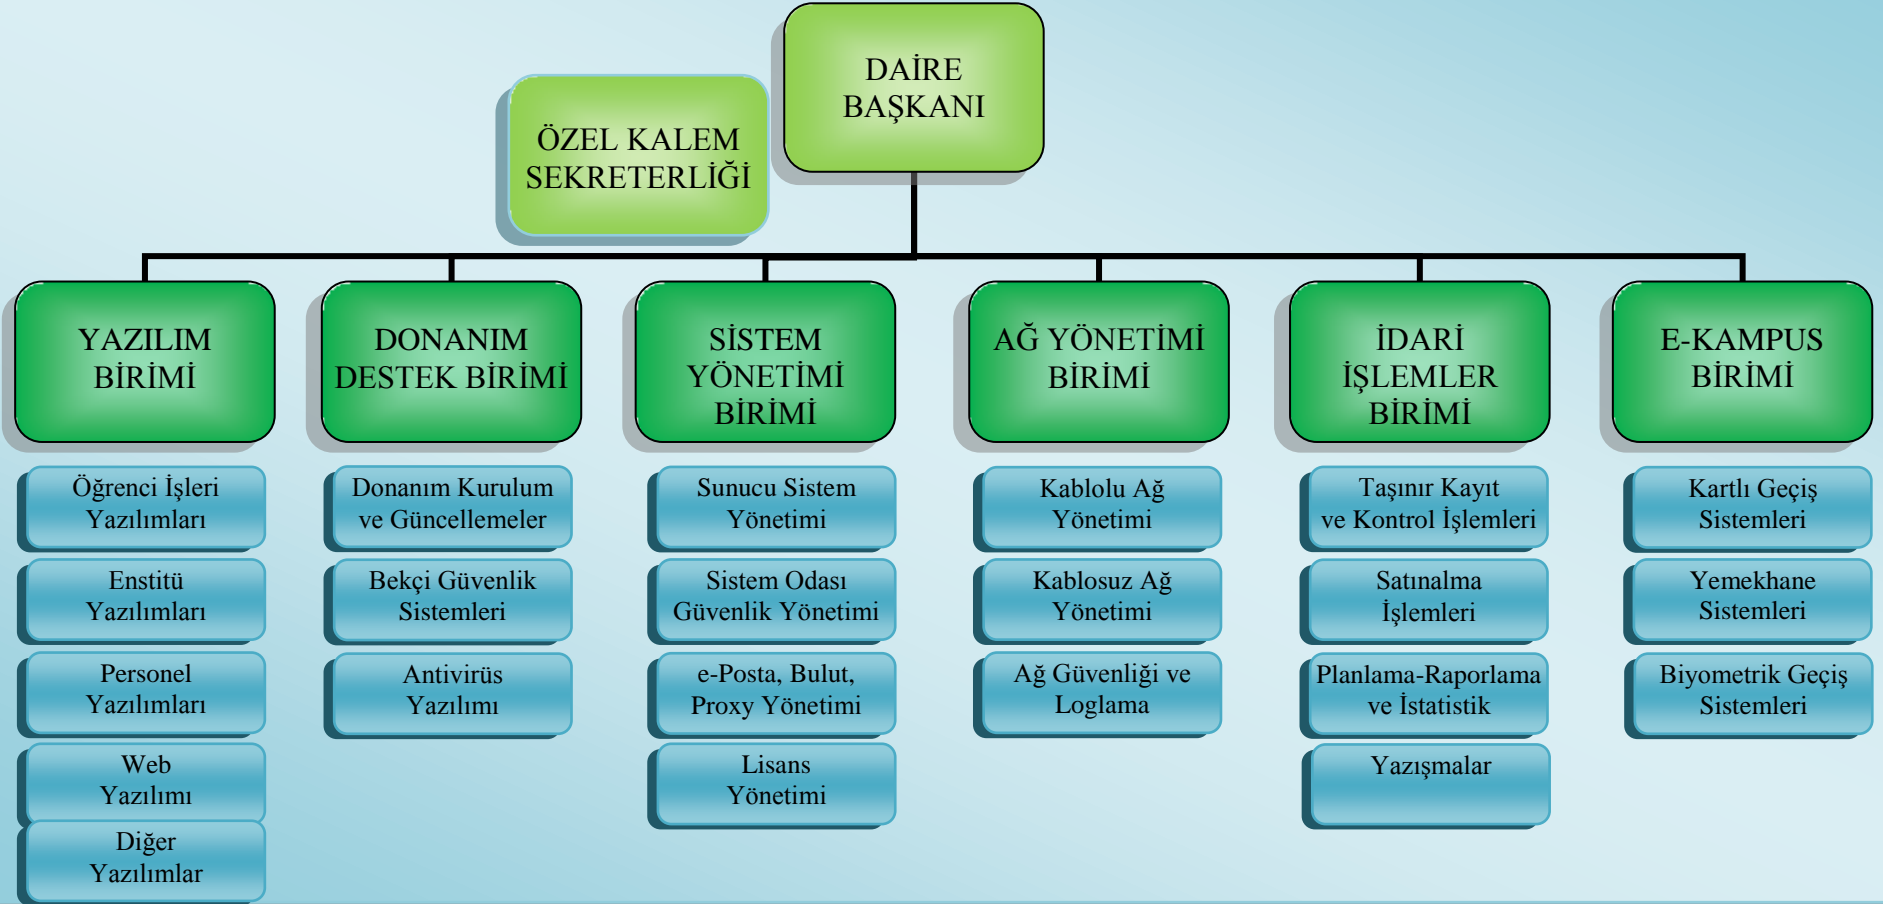 DAİRE
BAŞKANI
ÖZEL KALEM
SEKRETERLİĞİ
YAZILIM
BİRİMİ
Öğrenci İşleri
Yazılımları
Enstitü
Yazılımları
Personel
Yazılımları
Web
Yazılımı
Diğer
Yazılımlar
DONANIM
DESTEK BİRİMİ
Donanım Kurulum
ve Güncellemeler
Bekçi Güvenlik
Sistemleri
Antivirüs
Yazılımı
SİSTEM
YÖNETİMİ
BİRİMİ
Sunucu Sistem
Yönetimi
Sistem Odası
Güvenlik Yönetimi
e-Posta, Bulut,
Proxy Yönetimi
Lisans
Yönetimi
AĞ YÖNETİMİ
BİRİMİ
Kablolu Ağ
Yönetimi
Kablosuz Ağ
Yönetimi
Ağ Güvenliği ve
Loglama
İDARİ
İŞLEMLER
BİRİMİ
Taşınır Kayıt
ve Kontrol İşlemleri
Satınalma
İşlemleri
Planlama-Raporlama
ve İstatistik
Yazışmalar
E-KAMPUS
BİRİMİ
Kartlı Geçiş
Sistemleri
Yemekhane
Sistemleri
Biyometrik Geçiş
Sistemleri